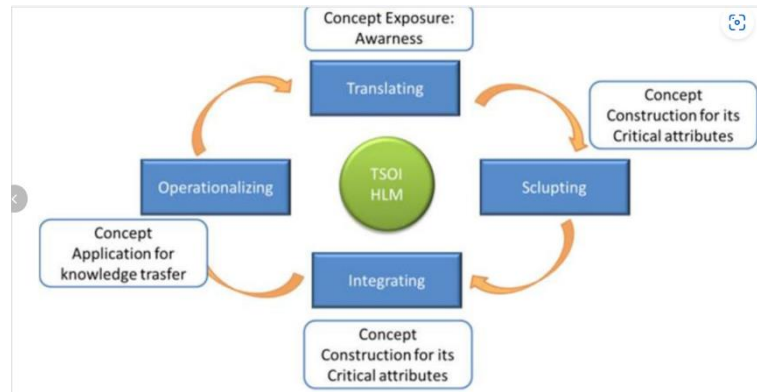 Concept Exposure:
Awarness
Translating
Concept
Construction for its
Critical attributes
Operationalizing
TSOI
HLM
Sclupting
Concept
Application for
knowledge trasfer
Integrating
Concept
Construction for its
Critical attributes